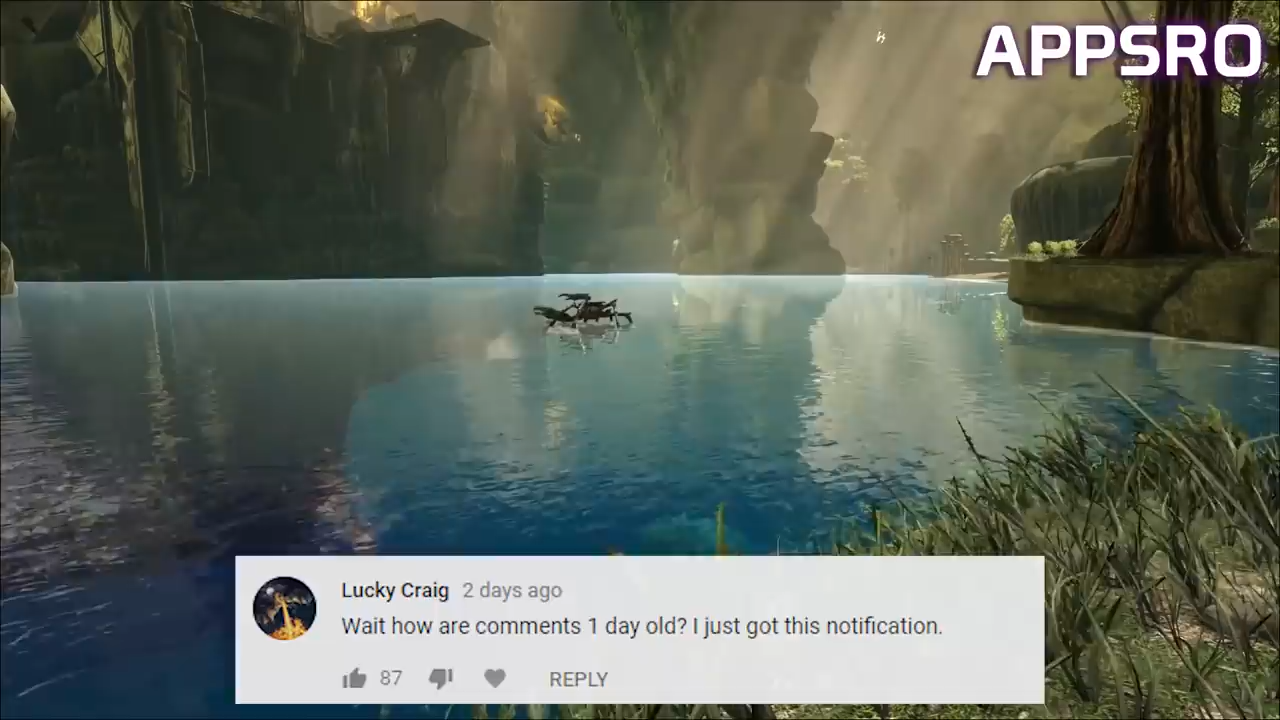 APPSRO
Lucky Craig 2 days ago
Wait how are comments 1 day old? I just got this notification.
87 REPLY